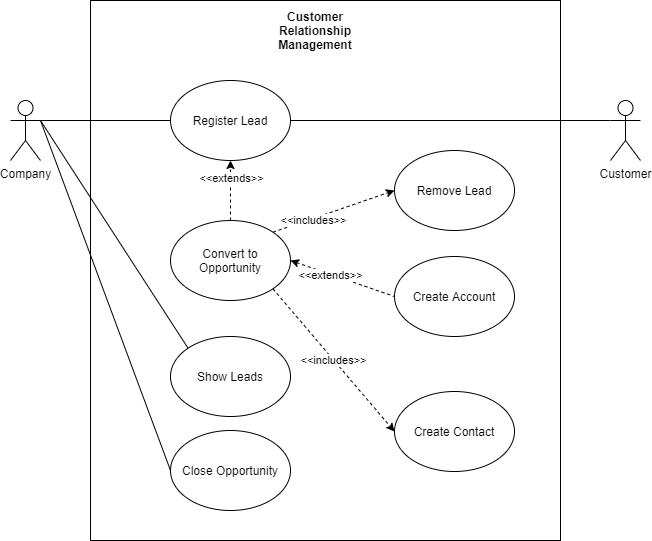 Customer
Relationship
Management
Register Lead
Company
Customer
<<extends>>
Remove Lead
<<includes>>
Convert to
Opportunity
<<extends>>
Create Account
<<includes>>
Show Leads
Create Contact
Close Opportunity